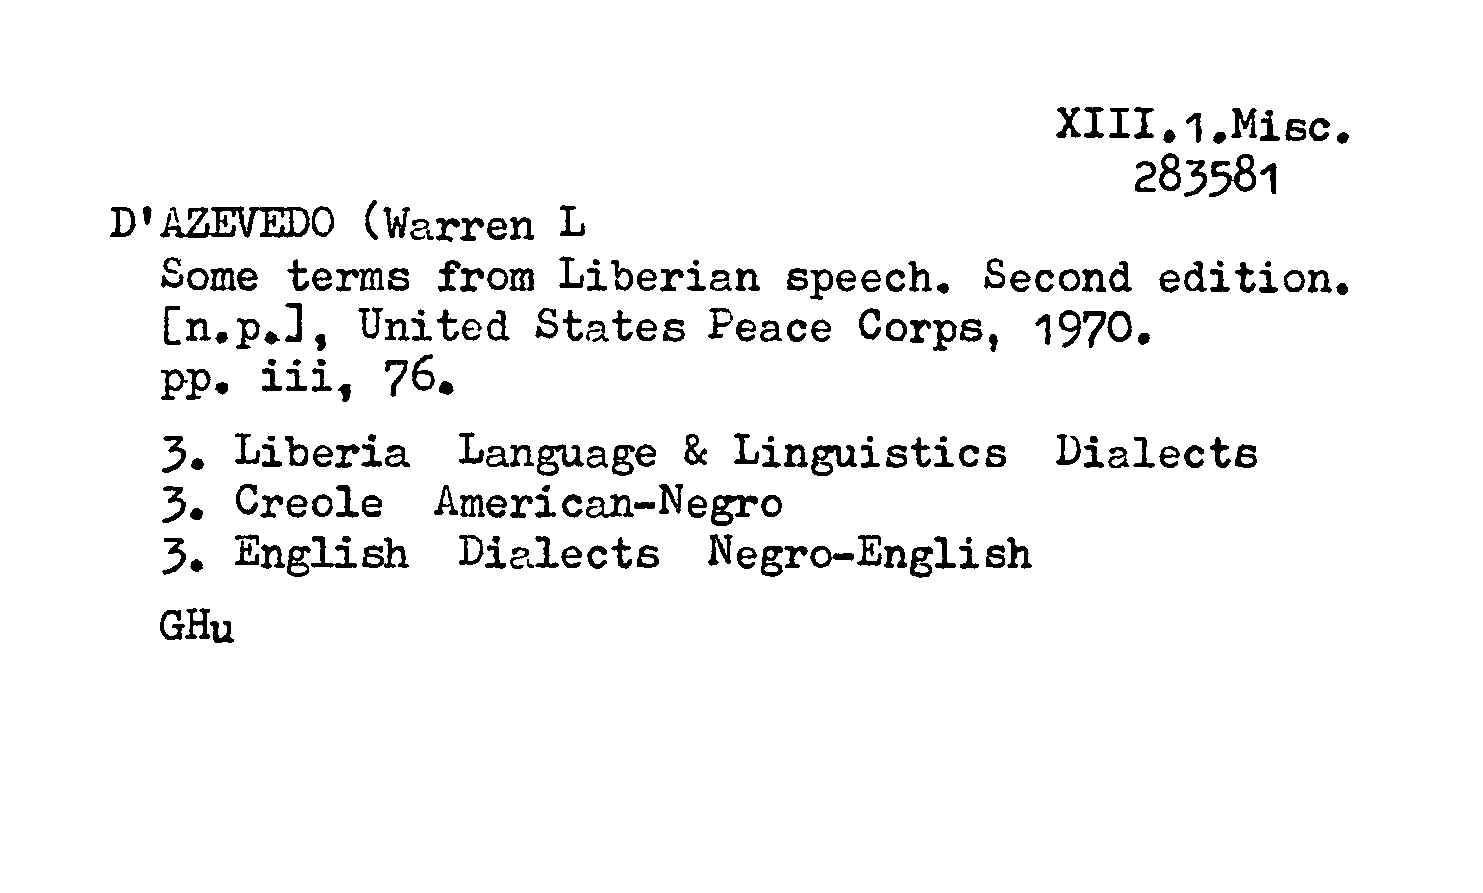 XIII.1.Misc.
283581
D'AZEVEDO (Warren L
Some terms from Liberian speech. Second edition.
[n.p.], United States Peace Corps, 1970.
pp. iii, 76.
3. Liberia Language & Linguistics Dialects
3. Creole American-Negro
3. English Dialects Negro-English
GHu